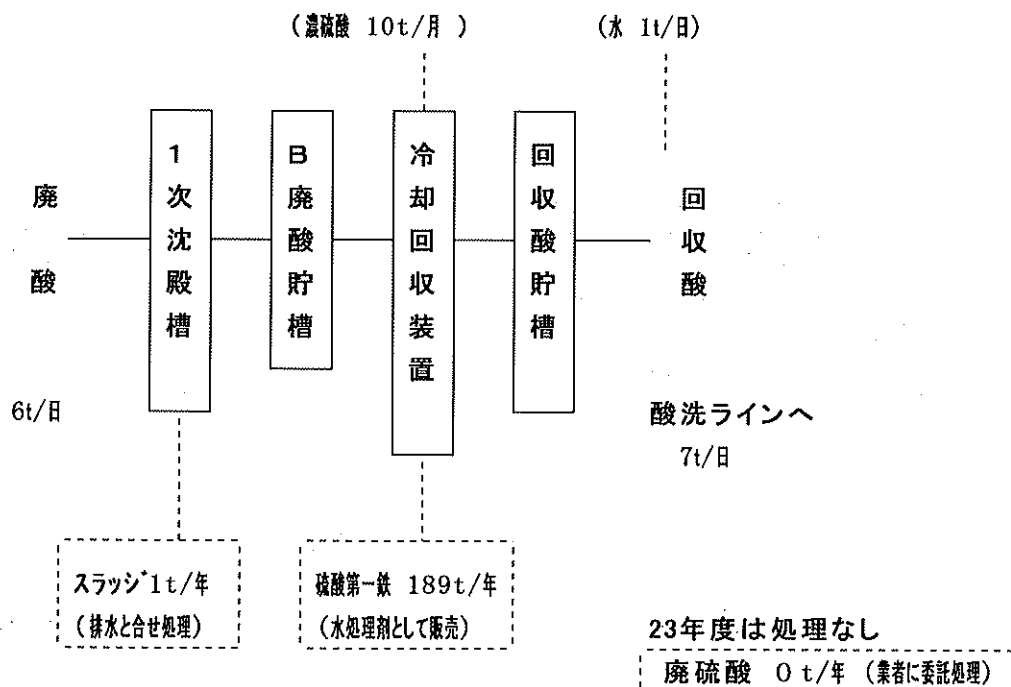 (濃硫酸 10t/月 )
(水 1t/日)
廃酸
1次沈殿槽
B廃酸貯槽
冷却回収装置
回収酸貯槽
回収酸
6t/日
酸洗ラインへ
7t/日
スラッジ1t/年
(排水と合せ処理)
硫酸第一鉄 189t/年
(水処理剤として販売)
23年度は処理なし
廃硫酸 0t/年 (業者に委託処理)